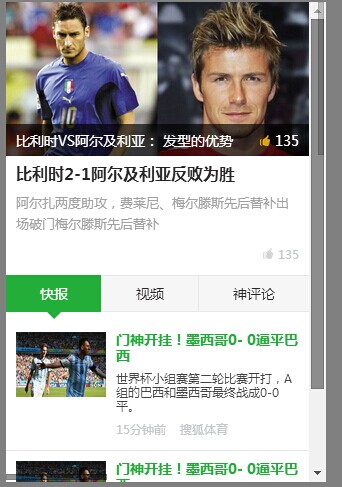 10
比利时VS阿尔及利亚：发型的优势 135
比利时2-1阿尔及利亚反败为胜
阿扎两度助攻，费莱尼、梅尔滕斯先后替补出
场破门梅尔滕斯先后替补
135
快报 视频 神评论
门神开挂！墨西哥0- 0逼平巴
西
世界杯小组赛第二轮比赛开打，A
组的巴西和墨西哥最终战成0-0
平。
15分钟前 搜狐体育
门神开挂！墨西哥0- 0逼平巴
西